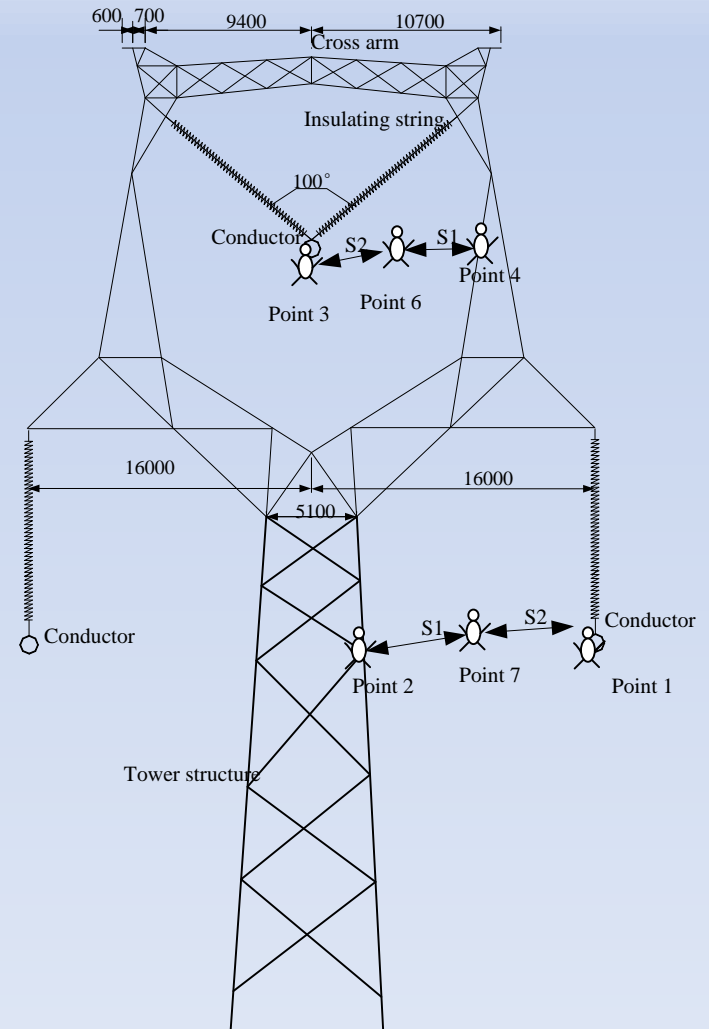 600 700 9400 10700
Cross arm
Insulating string
100°
Conductor
S2 S1
Point 4
Point 6
Point 3
16000 16000
5100
S1 S2
Conductor Conductor
Point 7
Point 2 Point 1
Tower structure